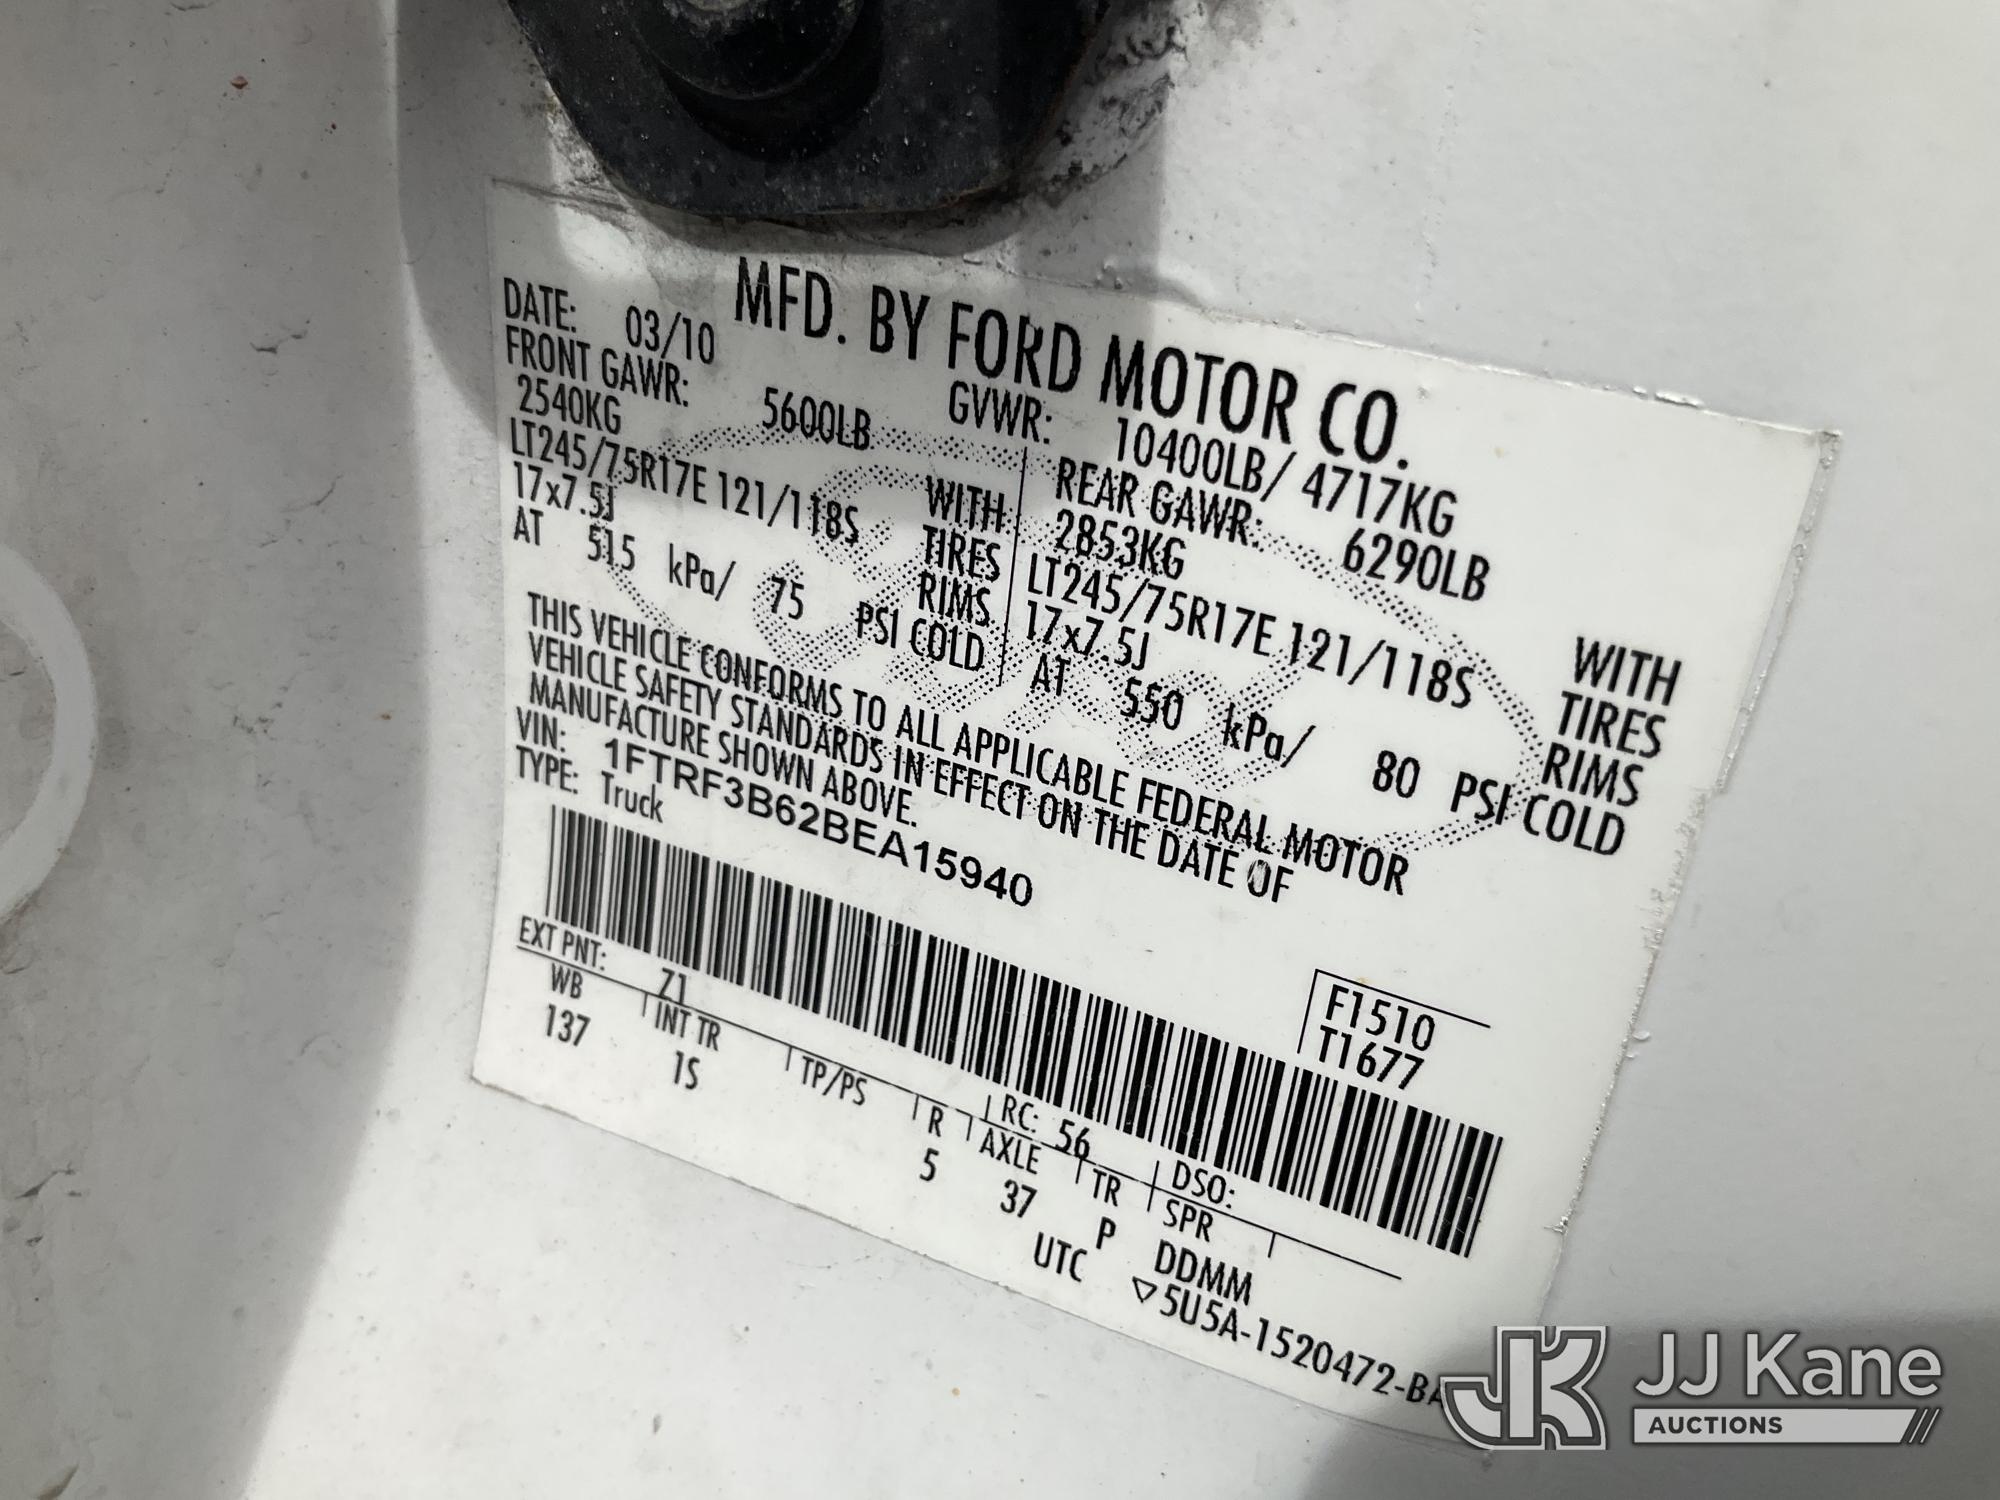 MFD. BY FORD MOTOR CO.
DATE: 03/10 GVWR: 10400LB/ 4717KG
FRONT GAWR: 5600LB REAR GAWR: 6290LB
2540KG WITH 2853KG WITH
LT245/75R17E 121/118S TIRES LT245/75R17E 121/118S TIRES
17x7.5J RIMS 17x7.5J RIMS
AT 515 kPa/ 75 PSI COLD AT 550 kPa/ 80 PSI COLD
THIS VEHICLE CONFORMS TO ALL APPLICABLE FEDERAL MOTOR
VEHICLE SAFETY STANDARDS IN EFFECT ON THE DATE OF
MANUFACTURE SHOWN ABOVE.
VIN: 1FTRF3B62BEA15940
TYPE: Truck
F1510
T1677
EXT PNT: Z1 RC: 56 DSO:
WB INT TR TP/PS R AXLE TR SPR
137 1S 5 37 P DDMM
UTC ▽5U5A-1520472-BA
JK JJ Kane
AUCTIONS